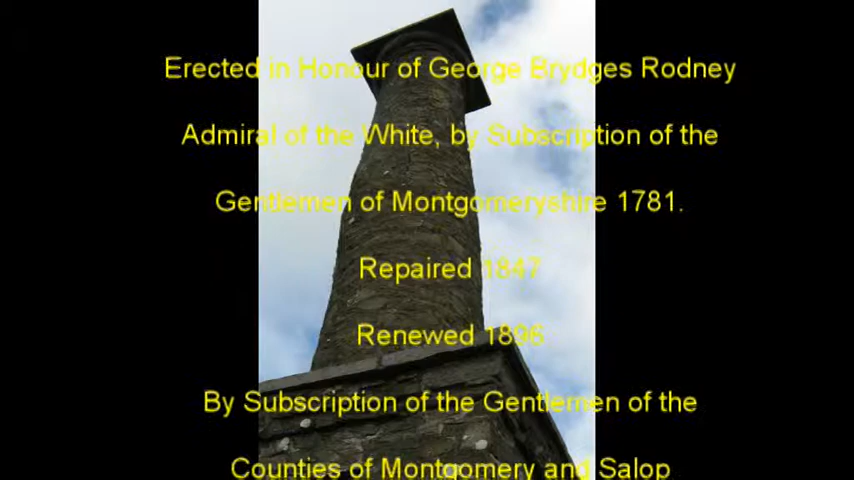 Erected in Honour of George Brydges Rodney
Admiral of the White, by Subscription of the
Gentlemen of Montgomeryshire 1781.
Repaired 1847
Renewed 1896
By Subscription of the Gentlemen of the
Counties of Montgomery and Salop